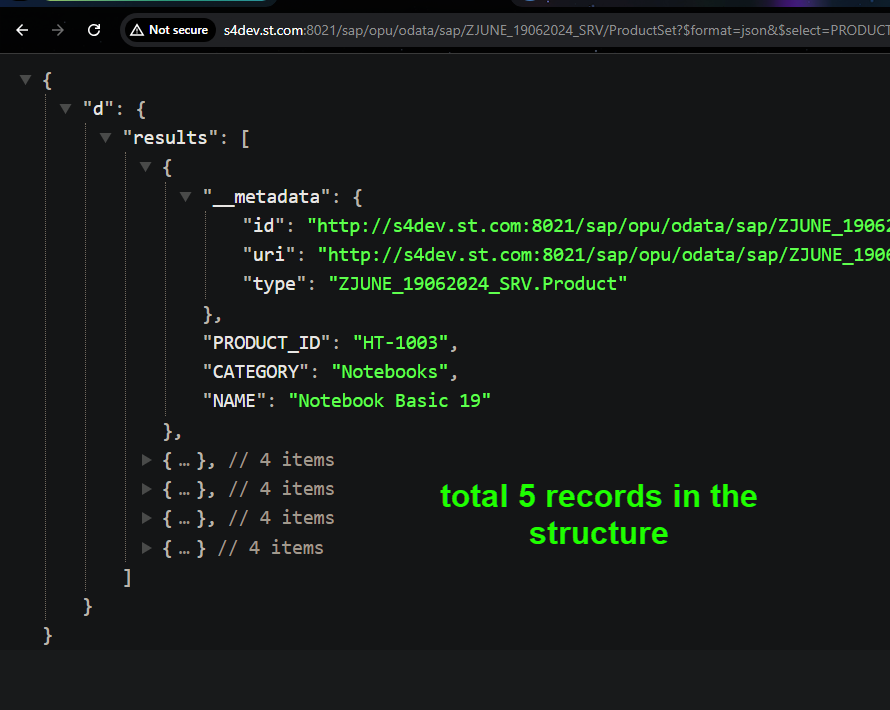 Not secure s4dev.st.com:8021/sap/opu/odata/sap/ZJUNE_19062024_SRV/ProductSet?$format=json&$select=PRODUCT
{
"d": {
"results": [
{
"__metadata": {
"id": "http://s4dev.st.com:8021/sap/opu/odata/sap/ZJUNE_1906
"uri": "http://s4dev.st.com:8021/sap/opu/odata/sap/ZJUNE_190
"type": "ZJUNE_19062024_SRV.Product"
},
"PRODUCT_ID": "HT-1003",
"CATEGORY": "Notebooks",
"NAME": "Notebook Basic 19"
},
{ … }, // 4 items
{ … }, // 4 items
{ … }, // 4 items
{ … } // 4 items
total 5 records in the
structure
]
}
}